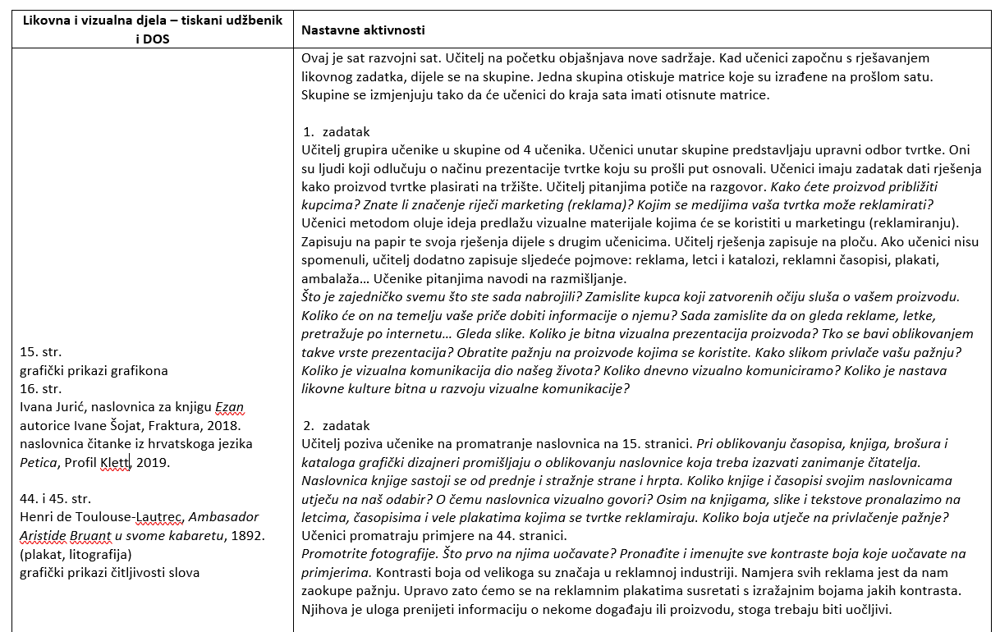 Likovna i vizualna djela – tiskani udžbenik
i DOS
Nastavne aktivnosti
15. str.
grafički prikazi grafikona
16. str.
Ivana Jurić, naslovnica za knjigu Ezan
autorice Ivane Šojat, Fraktura, 2018.
naslovnica čitanke iz hrvatskoga jezika
Petica, Profil Klett, 2019.
44. i 45. str.
Henri de Toulouse-Lautrec, Ambasador
Aristide Bruant u svome kabaretu, 1892.
(plakat, litografija)
grafički prikazi čitljivosti slova
Ovaj je sat razvojni sat. Učitelj na početku objašnjava nove sadržaje. Kad učenici započnu s rješavanjem
likovnog zadatka, dijele se na skupine. Jedna skupina otiskuje matrice koje su izrađene na prošlom satu.
Skupine se izmjenjuju tako da će učenici do kraja sata imati otisnute matrice.
1. zadatak
Učitelj grupira učenike u skupine od 4 učenika. Učenici unutar skupine predstavljaju upravni odbor tvrtke. Oni
su ljudi koji odlučuju o načinu prezentacije tvrtke koju su prošli put osnovali. Učenici imaju zadatak dati rješenja
kako proizvod tvrtke plasirati na tržište. Učitelj pitanjima potiče na razgovor. Kako ćete proizvod približiti
kupcima? Znate li značenje riječi marketing (reklama)? Kojim se medijima vaša tvrtka može reklamirati?
Učenici metodom oluje ideja predlažu vizualne materijale kojima će se koristiti u marketingu (reklamiranju).
Zapisuju na papir te svoja rješenja dijele s drugim učenicima. Učitelj rješenja zapisuje na ploču. Ako učenici nisu
spomenuli, učitelj dodatno zapisuje sljedeće pojmove: reklama, letci i katalozi, reklamni časopisi, plakati,
ambalaža… Učenike pitanjima navodi na razmišljanje.
Što je zajedničko svemu što ste sada nabrojili? Zamislite kupca koji zatvorenih očiju sluša o vašem proizvodu.
Koliko će on na temelju vaše priče dobiti informacije o njemu? Sada zamislite da on gleda reklame, letke,
pretražuje po internetu… Gleda slike. Koliko je bitna vizualna prezentacija proizvoda? Tko se bavi oblikovanjem
takve vrste prezentacija? Obratite pažnju na proizvode kojima se koristite. Kako slikom privlače vašu pažnju?
Koliko je vizualna komunikacija dio našeg života? Koliko dnevno vizualno komuniciramo? Koliko je nastava
likovne kulture bitna u razvoju vizualne komunikacije?
2. zadatak
Učitelj poziva učenike na promatranje naslovnica na 15. stranici. Pri oblikovanju časopisa, knjiga, brošura i
kataloga grafički dizajneri promišljaju o oblikovanju naslovnice koja treba izazvati zanimanje čitatelja.
Naslovnica knjige sastoji se od prednje i stražnje strane i hrpta. Koliko knjige i časopisi svojim naslovnicama
utječu na naš odabir? O čemu naslovnica vizualno govori? Osim na knjigama, slike i tekstove pronalazimo na
letcima, časopisima i vele plakatima kojima se tvrtke reklamiraju. Koliko boja utječe na privlačenje pažnje?
Učenici promatraju primjere na 44. stranici.
Promotrite fotografije. Što prvo na njima uočavate? Pronađite i imenujte sve kontraste boja koje uočavate na
primjerima. Kontrasti boja od velikoga su značaja u reklamnoj industriji. Namjera svih reklama jest da nam
zaokupe pažnju. Upravo zato ćemo se na reklamnim plakatima susretati s izražajnim bojama jakih kontrasta.
Njihova je uloga prenijeti informaciju o nekome događaju ili proizvodu, stoga trebaju biti uočljivi.